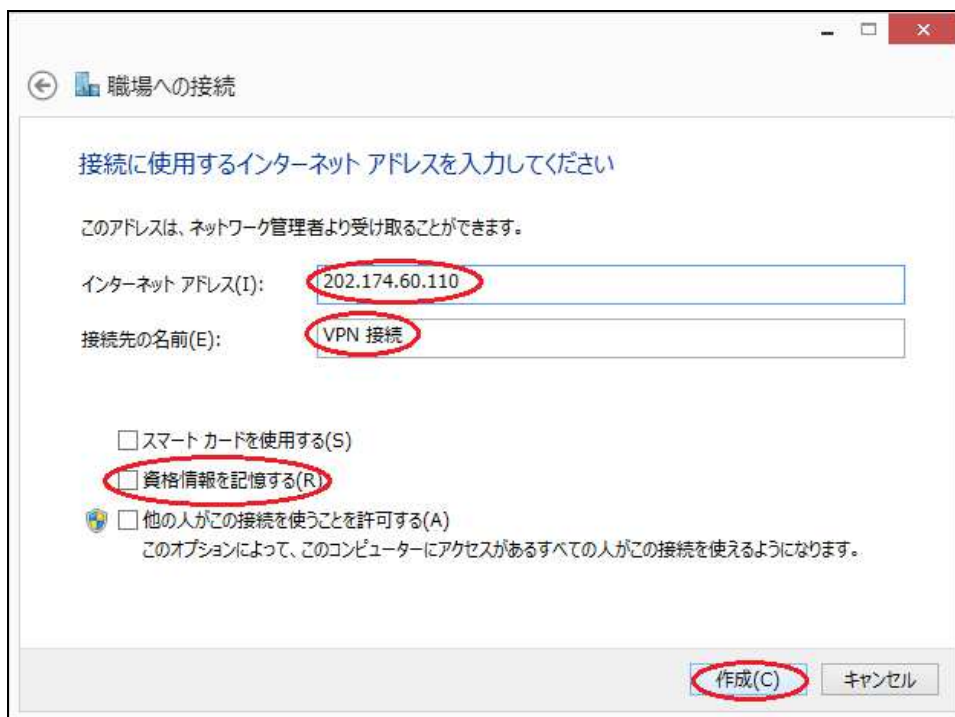 職場への接続
接続に使用するインターネット アドレスを入力してください
このアドレスは、ネットワーク管理者より受け取ることができます。
インターネット アドレス(I): 202.174.60.110
接続先の名前(E): VPN 接続
スマート カードを使用する(S)
資格情報を記憶する(R)
他の人がこの接続を使うことを許可する(A)
このオプションによって、このコンピューターにアクセスがあるすべての人がこの接続を使えるようになります。
作成(C) キャンセル